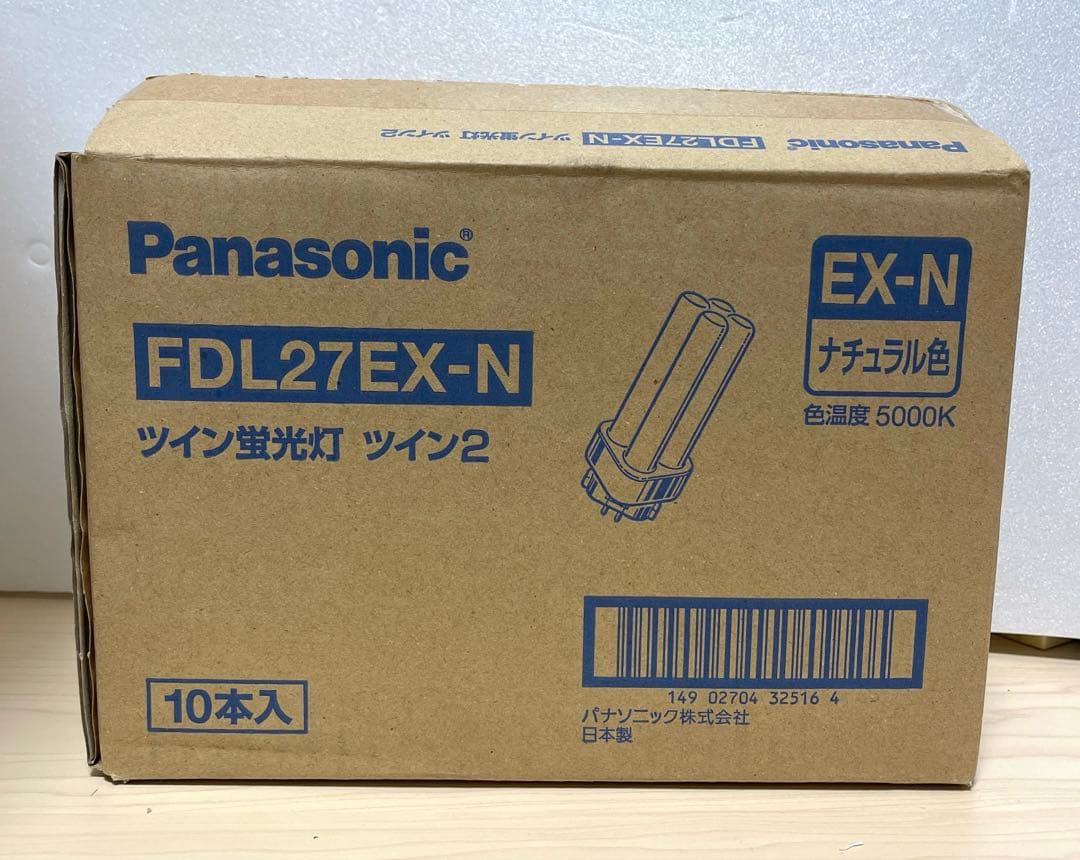 Panasonic FDL27EX-N ツイン蛍光灯 ツイン2
Panasonic®
FDL27EX-N
ツイン蛍光灯 ツイン2
EX-N
ナチュラル色
色温度 5000K
149 02704 32516 4
パナソニック株式会社
日本製
10本入